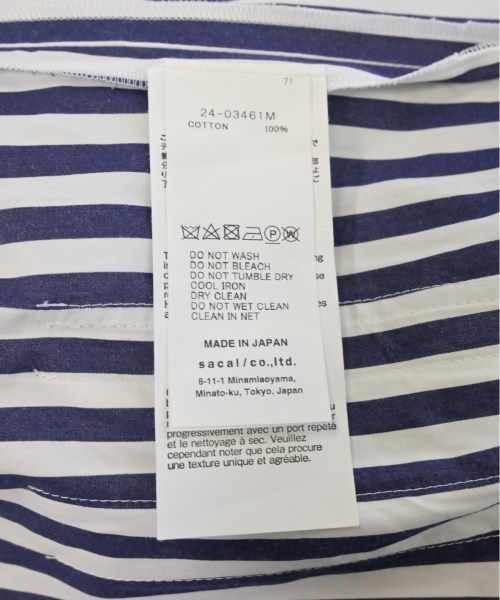 71
24-03461M
COTTON 100%
DO NOT WASH
DO NOT BLEACH
DO NOT TUMBLE DRY
COOL IRON
DRY CLEAN
DO NOT WET CLEAN
CLEAN IN NET
MADE IN JAPAN
sacai/co.,ltd.
6-11-1 Minamiaoyama,
Minato-ku, Tokyo, Japan
progressivement avec un port répété
et le nettoyage à sec. Veuillez
cependant noter que cela procure
une texture unique et agréable.